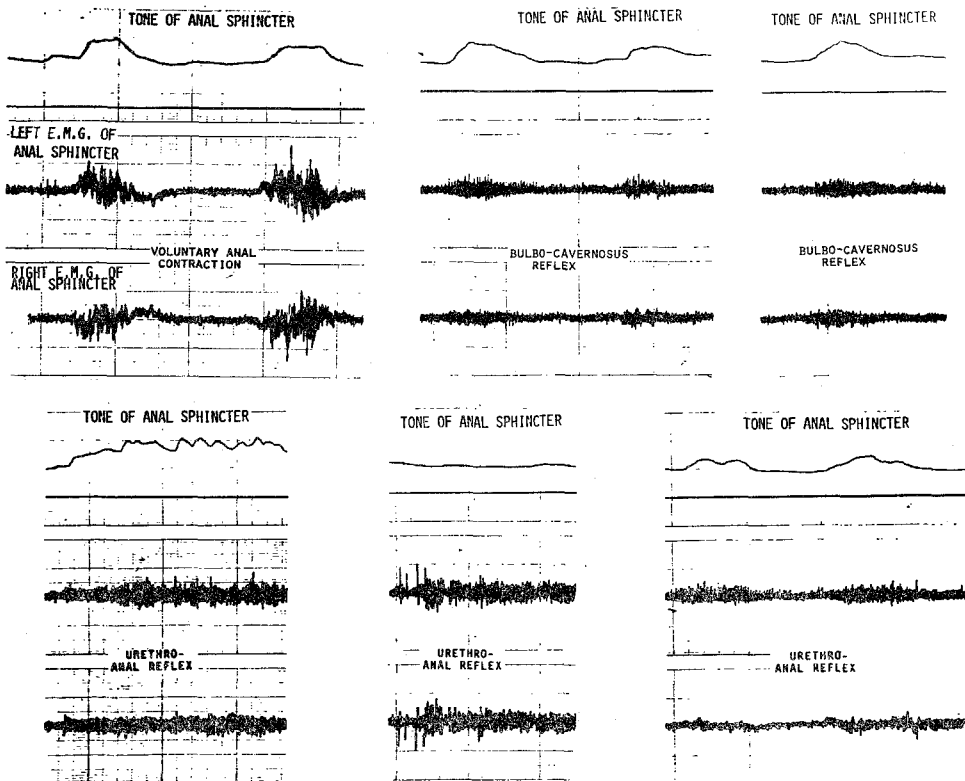 TONE OF ANAL SPHINCTER
LEFT E.M.G. OF
ANAL SPHINCTER
VOLUNTARY ANAL
CONTRACTION
RIGHT E.M.G. OF
ANAL SPHINCTER
TONE OF ANAL SPHINCTER
BULBO-CAVERNOSUS
REFLEX
TONE OF ANAL SPHINCTER
BULBO-CAVERNOSUS
REFLEX
TONE OF ANAL SPHINCTER
URETHRO-
ANAL REFLEX
TONE OF ANAL SPHINCTER
URETHRO-
ANAL REFLEX
TONE OF ANAL SPHINCTER
URETHRO-
ANAL REFLEX